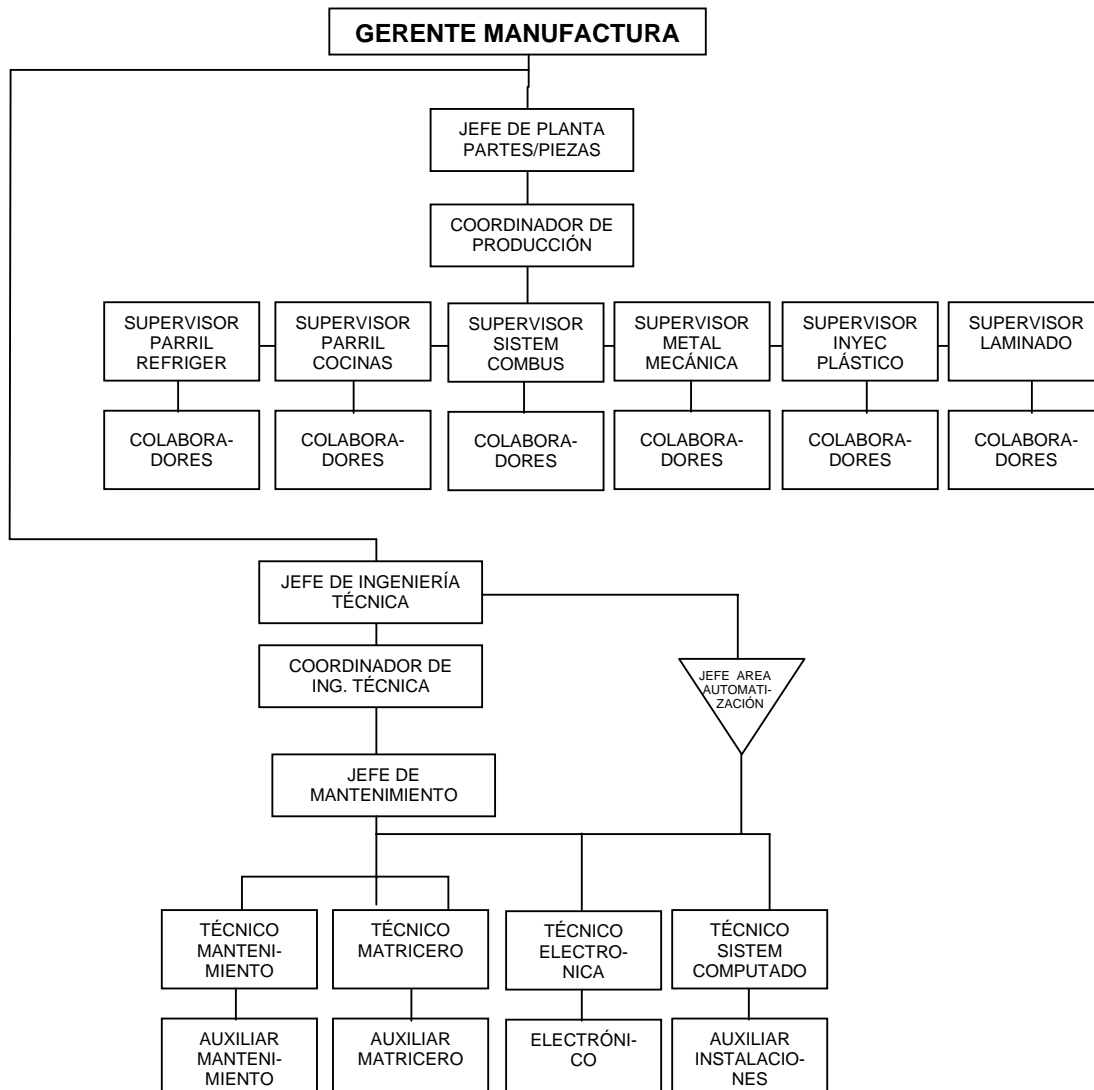 GERENTE MANUFACTURA
JEFE DE PLANTA
PARTES/PIEZAS
COORDINADOR DE
PRODUCCIÓN
SUPERVISOR
PARRIL
REFRIGER
SUPERVISOR
PARRIL
COCINAS
SUPERVISOR
SISTEM
COMBUS
SUPERVISOR
METAL
MECÁNICA
SUPERVISOR
INYEC
PLÁSTICO
SUPERVISOR
LAMINADO
COLABORA-
DORES
COLABORA-
DORES
COLABORA-
DORES
COLABORA-
DORES
COLABORA-
DORES
COLABORA-
DORES
JEFE DE INGENIERÍA
TÉCNICA
COORDINADOR DE
ING. TÉCNICA
JEFE AREA
AUTOMATI-
ZACIÓN
JEFE DE
MANTENIMIENTO
TÉCNICO
MANTENI-
MIENTO
TÉCNICO
MATRICERO
TÉCNICO
ELECTRO-
NICA
TÉCNICO
SISTEM
COMPUTADO
AUXILIAR
MANTENI-
MIENTO
AUXILIAR
MATRICERO
ELECTRÓNI-
CO
AUXILIAR
INSTALACIO-
NES